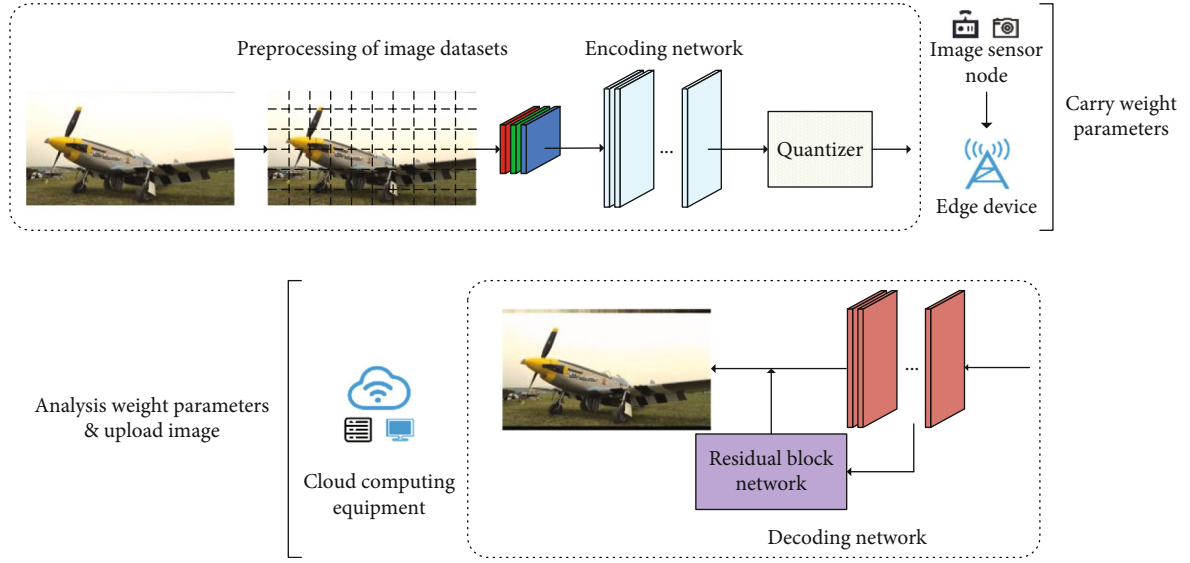 Preprocessing of image datasets
Encoding network
...
Quantizer
Image sensor
node
Edge device
Carry weight
parameters
Analysis weight parameters
& upload image
Cloud computing
equipment
...
Residual block
network
Decoding network